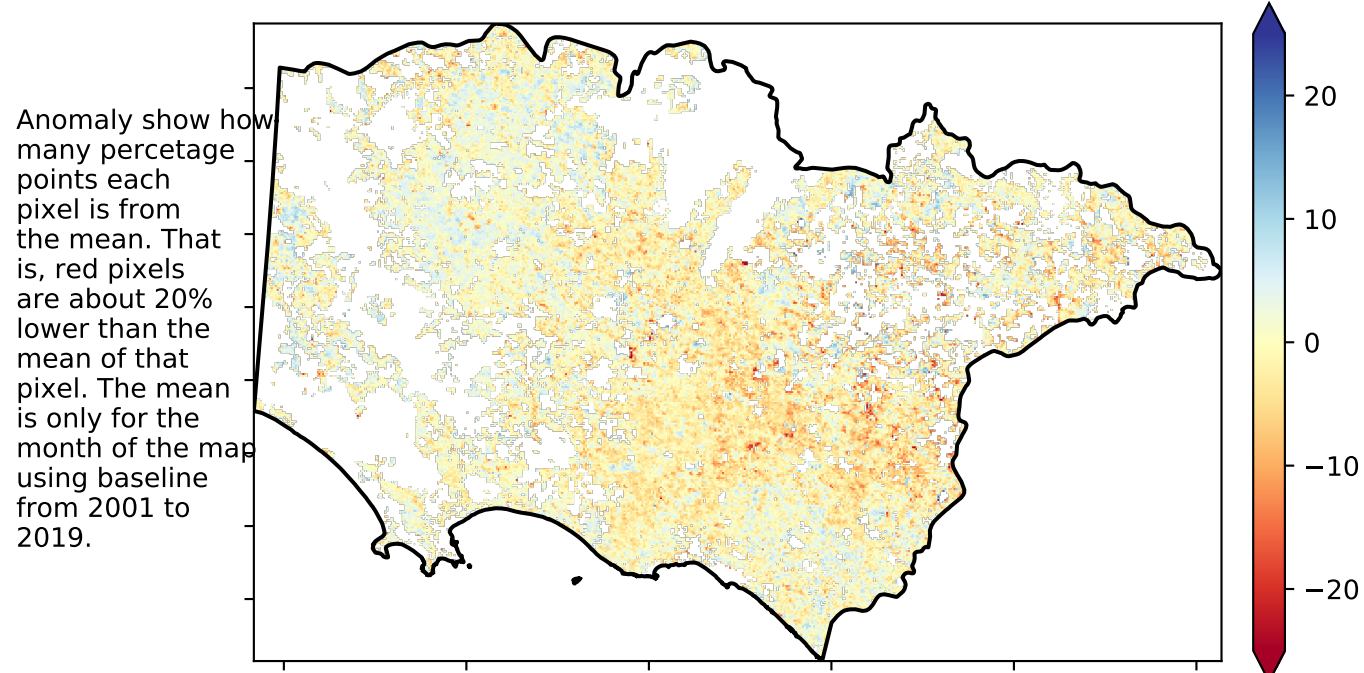 Anomaly show how
many percetage
points each
pixel is from
the mean. That
is, red pixels
are about 20%
lower than the
mean of that
pixel. The mean
is only for the
month of the map
using baseline
from 2001 to
2019.
20
10
0
−10
−20